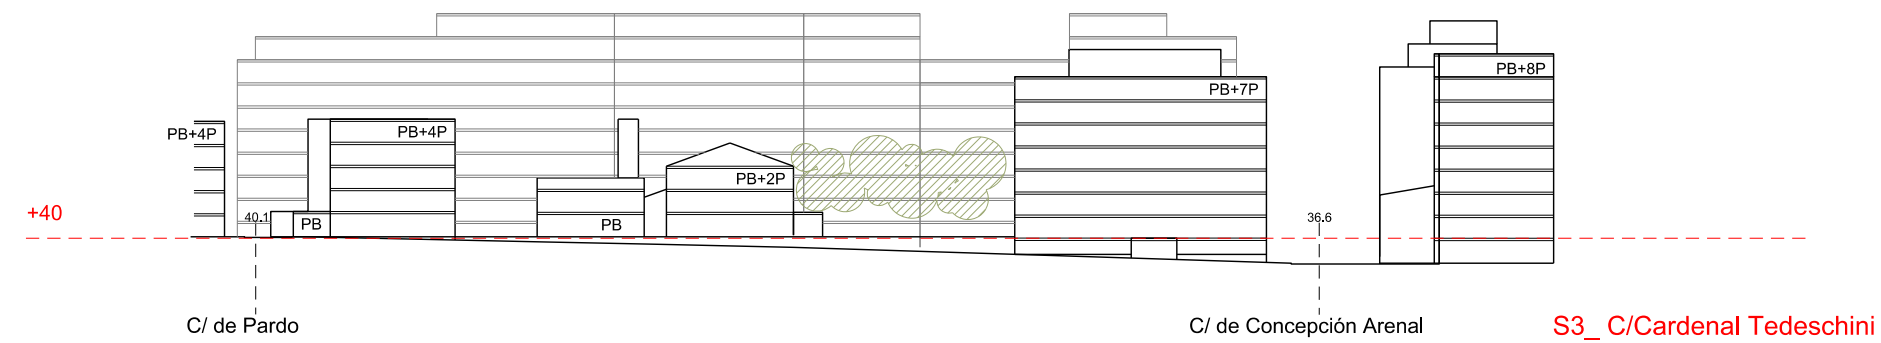 PB+8P
PB+7P
PB+4P
PB+4P
PB+2P
+40
40.1
PB
PB
36.6
C/ de Pardo
C/ de Concepción Arenal
S3_ C/Cardenal Tedeschini